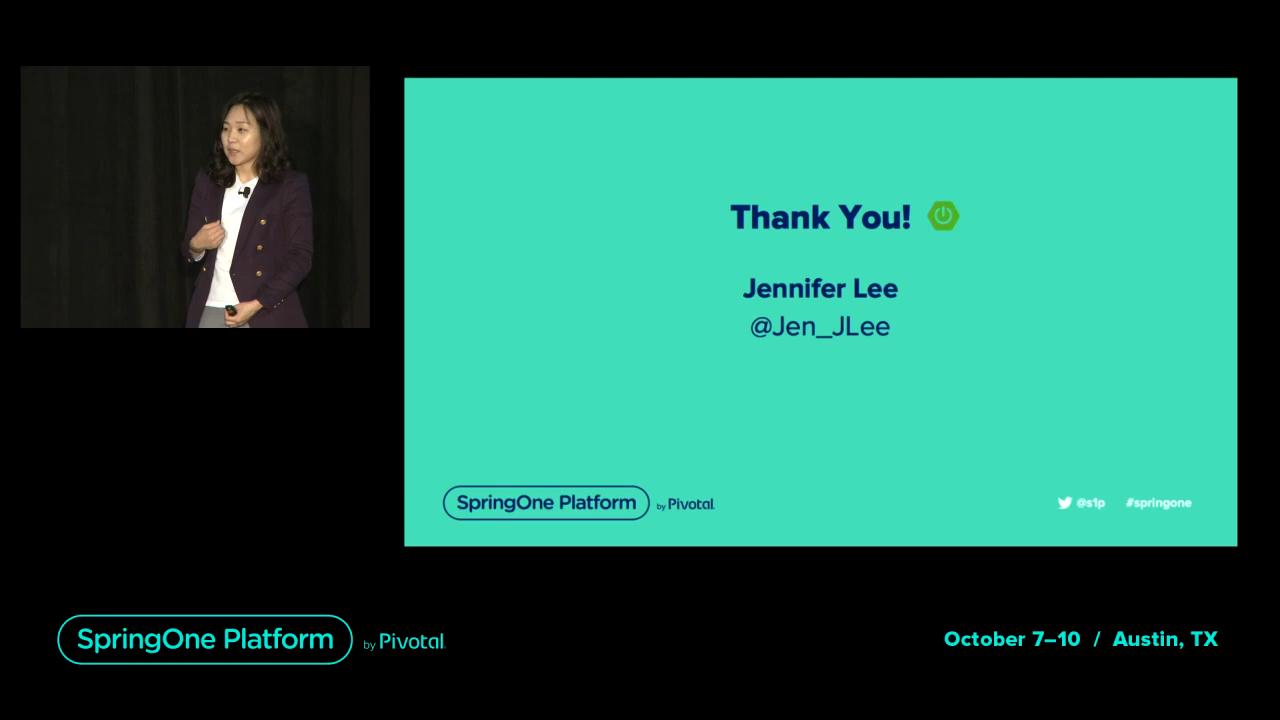 Thank You!
Jennifer Lee
@Jen_JLee
SpringOne Platform by Pivotal
@s1p #springone
SpringOne Platform by Pivotal
October 7–10 / Austin, TX